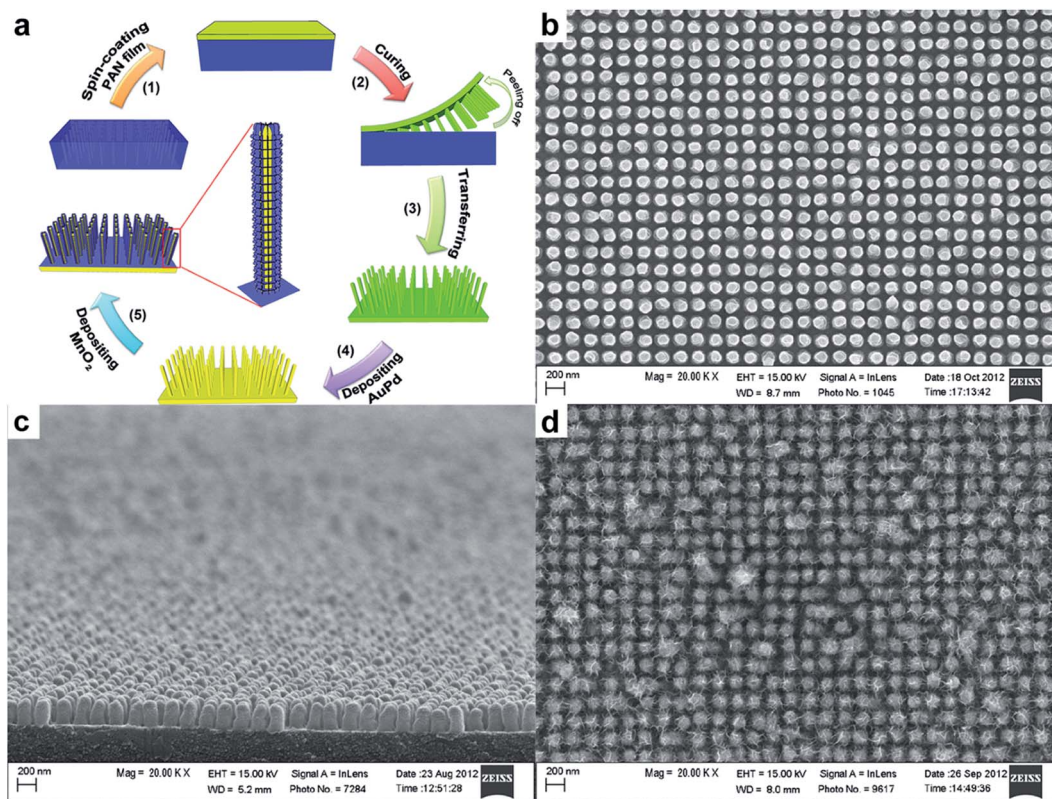 a
Spin-coating
PAN film
(1)
Curing
(2)
Peeling off
Transferring
(3)
(4)
Depositing
AuPd
(5)
Depositing
MnO₂
b
200 nm
Mag = 20.00 K X
EHT = 15.00 kV
WD = 8.7 mm
Signal A = InLens
Photo No. = 1045
Date :18 Oct 2012
Time :17:13:42
ZEISS
c
200 nm
Mag = 20.00 K X
EHT = 15.00 kV
WD = 5.2 mm
Signal A = InLens
Photo No. = 7284
Date :23 Aug 2012
Time :12:51:28
ZEISS
d
200 nm
Mag = 20.00 K X
EHT = 15.00 kV
WD = 8.0 mm
Signal A = InLens
Photo No. = 9617
Date :26 Sep 2012
Time :14:49:36
ZEISS